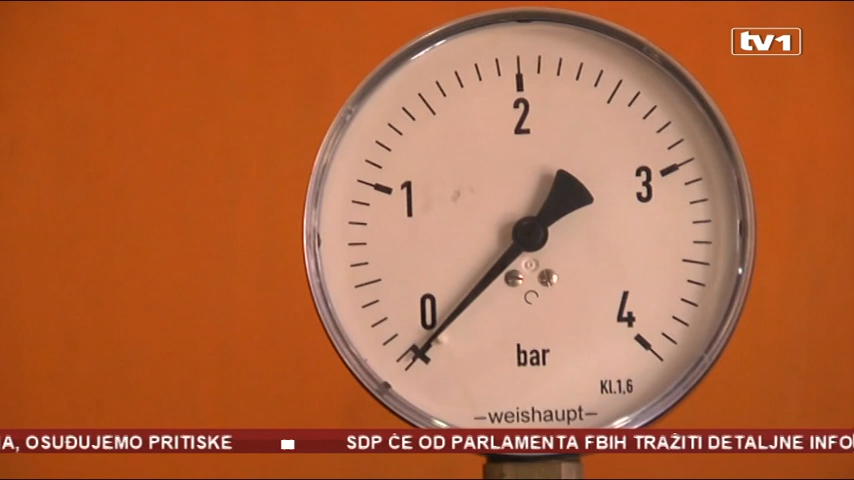 tv1
2
1
3
0
4
bar
Kl.1,6
–weishaupt–
A, OSUĐUJEMO PRITISKE SDP ĆE OD PARLAMENTA FBIH TRAŽITI DETALJNE INFO